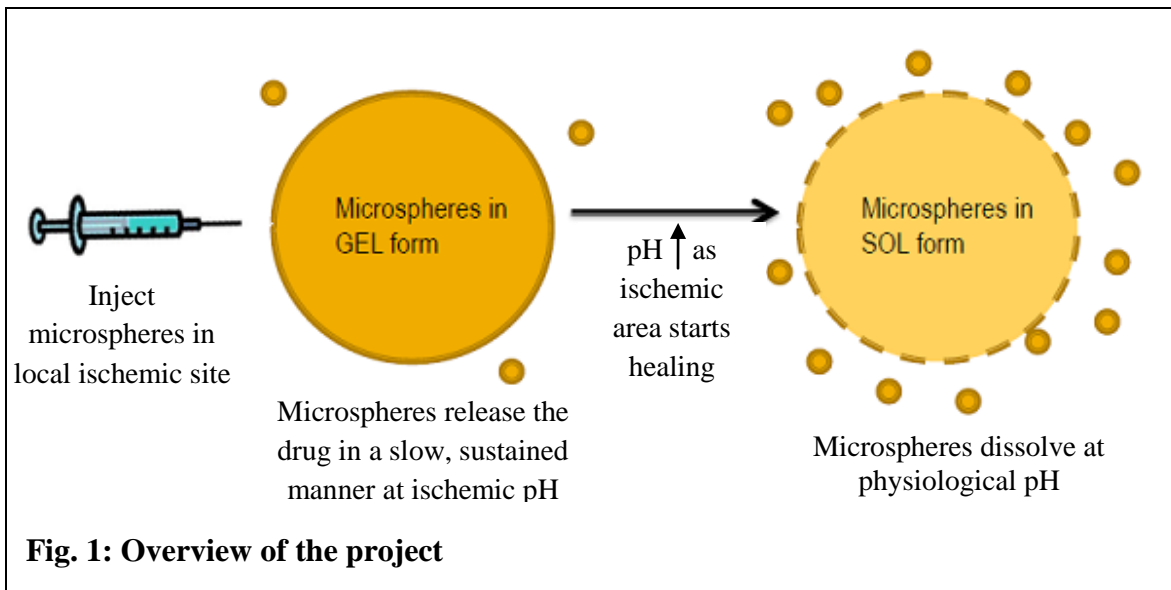 Inject
microspheres in
local ischemic site
Microspheres in
GEL form
Microspheres release the
drug in a slow, sustained
manner at ischemic pH
pH ↑ as
ischemic
area starts
healing
Microspheres in
SOL form
Microspheres dissolve at
physiological pH
Fig. 1: Overview of the project